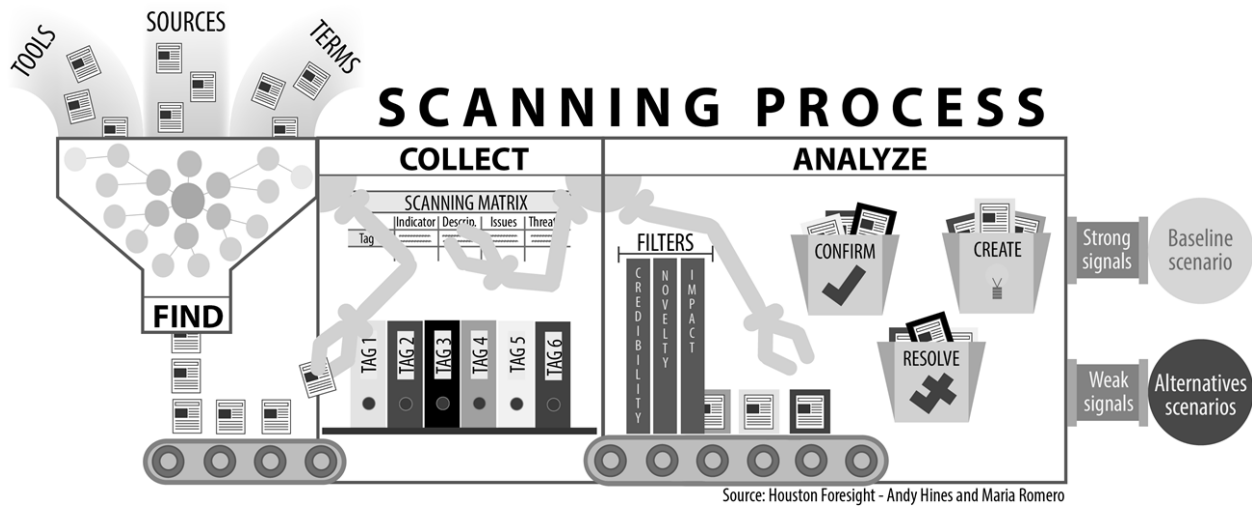 TOOLS
SOURCES
TERMS
SCANNING PROCESS
COLLECT
ANALYZE
SCANNING MATRIX
Indicator
Descrip.
Issues
Threat
Tag
FILTERS
CREDIBILITY
NOVELTY
IMPACT
CONFIRM
CREATE
RESOLVE
Strong
signals
Baseline
scenario
FIND
TAG 1
TAG 2
TAG 3
TAG 4
TAG 5
TAG 6
Weak
signals
Alternatives
scenarios
Source: Houston Foresight - Andy Hines and Maria Romero